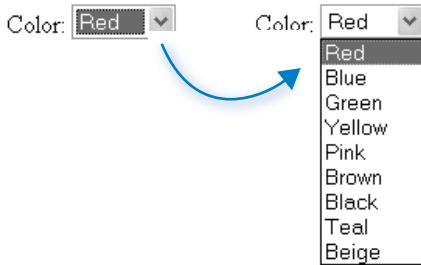 Color: Red
Color: Red
Red
Blue
Green
Yellow
Pink
Brown
Black
Teal
Beige